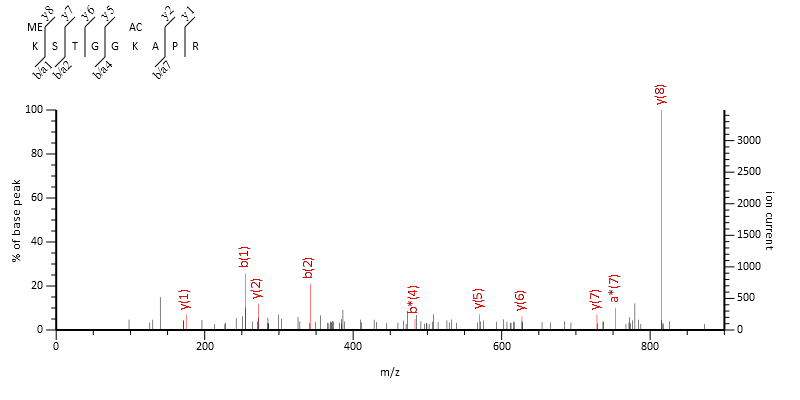 y8 y7 y6 y5 y2 y1
ME AC
K S T G G K A P R
b/a1 b/a2 b/a4 b/a7
y(8)
b(1)
b(2)
y(2)
y(1)
b*(4)
y(5)
y(6)
y(7)
a*(7)
100
80
60
40
20
0
% of base peak
3000
2500
2000
1500
1000
500
0
ion current
0 200 400 600 800
m/z